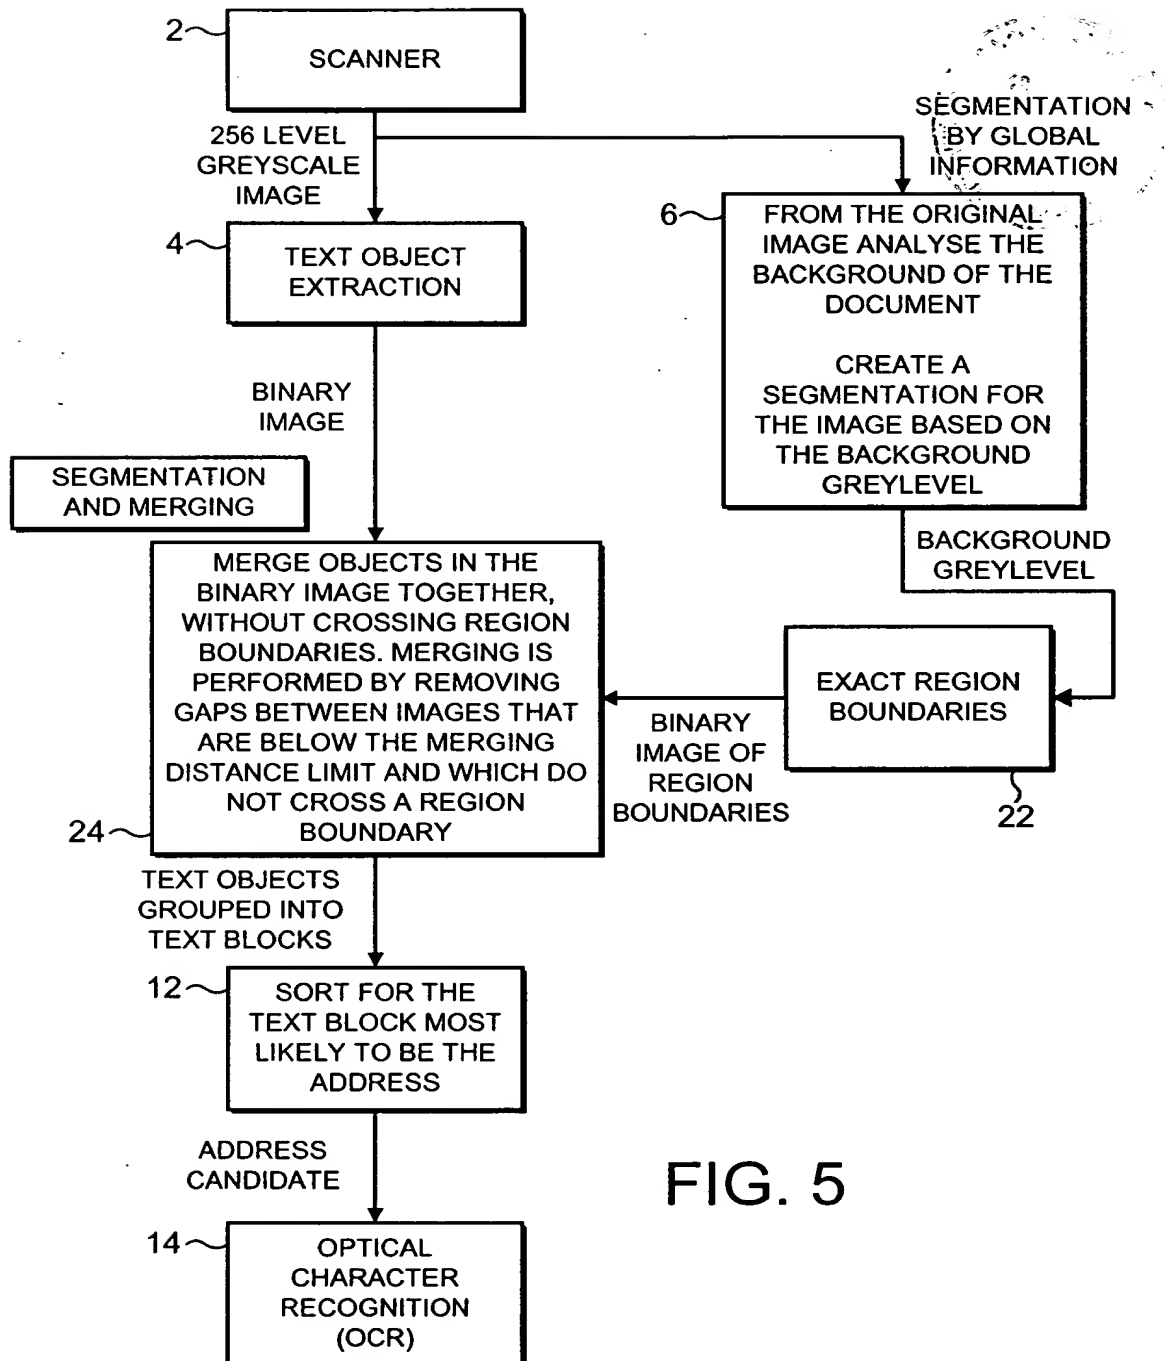 2
SCANNER
256 LEVEL
GREYSCALE
IMAGE
SEGMENTATION
BY GLOBAL
INFORMATION
4
TEXT OBJECT
EXTRACTION
6
FROM THE ORIGINAL
IMAGE ANALYSE THE
BACKGROUND OF THE
DOCUMENT
CREATE A
SEGMENTATION FOR
THE IMAGE BASED ON
THE BACKGROUND
GREYLEVEL
BINARY
IMAGE
SEGMENTATION
AND MERGING
BACKGROUND
GREYLEVEL
MERGE OBJECTS IN THE
BINARY IMAGE TOGETHER,
WITHOUT CROSSING REGION
BOUNDARIES. MERGING IS
PERFORMED BY REMOVING
GAPS BETWEEN IMAGES THAT
ARE BELOW THE MERGING
DISTANCE LIMIT AND WHICH DO
NOT CROSS A REGION
BOUNDARY
24
EXACT REGION
BOUNDARIES
22
BINARY
IMAGE OF
REGION
BOUNDARIES
TEXT OBJECTS
GROUPED INTO
TEXT BLOCKS
12
SORT FOR THE
TEXT BLOCK MOST
LIKELY TO BE THE
ADDRESS
ADDRESS
CANDIDATE
14
OPTICAL
CHARACTER
RECOGNITION
(OCR)
FIG. 5